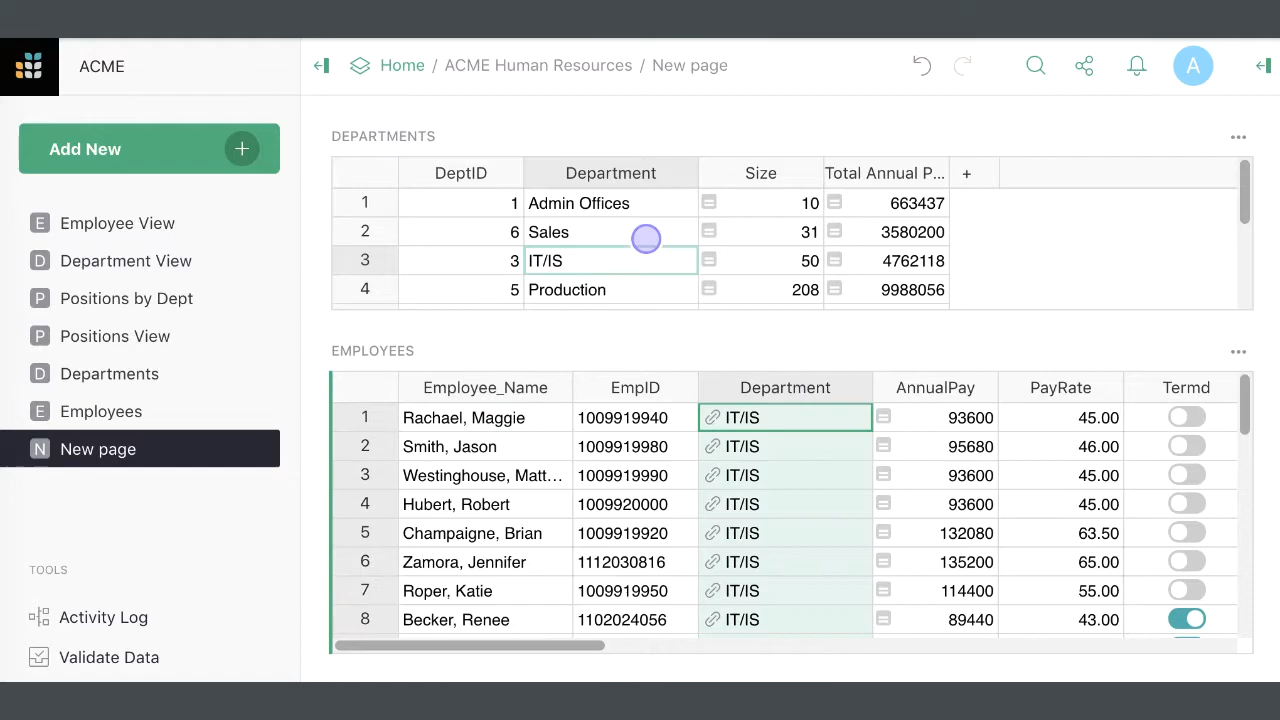 ACME
Home / ACME Human Resources / New page
A
Add New +
E Employee View
D Department View
P Positions by Dept
P Positions View
D Departments
E Employees
N New page
TOOLS
Activity Log
Validate Data
DEPARTMENTS
DeptID Department Size Total Annual P... +
1 1 Admin Offices = 10 = 663437
2 6 Sales = 31 = 3580200
3 3 IT/IS = 50 = 4762118
4 5 Production = 208 = 9988056
EMPLOYEES
Employee_Name EmpID Department AnnualPay PayRate Termd
1 Rachael, Maggie 1009919940 IT/IS = 93600 45.00
2 Smith, Jason 1009919980 IT/IS = 95680 46.00
3 Westinghouse, Matt... 1009919990 IT/IS = 93600 45.00
4 Hubert, Robert 1009920000 IT/IS = 93600 45.00
5 Champaigne, Brian 1009919920 IT/IS = 132080 63.50
6 Zamora, Jennifer 1112030816 IT/IS = 135200 65.00
7 Roper, Katie 1009919950 IT/IS = 114400 55.00
8 Becker, Renee 1102024056 IT/IS = 89440 43.00